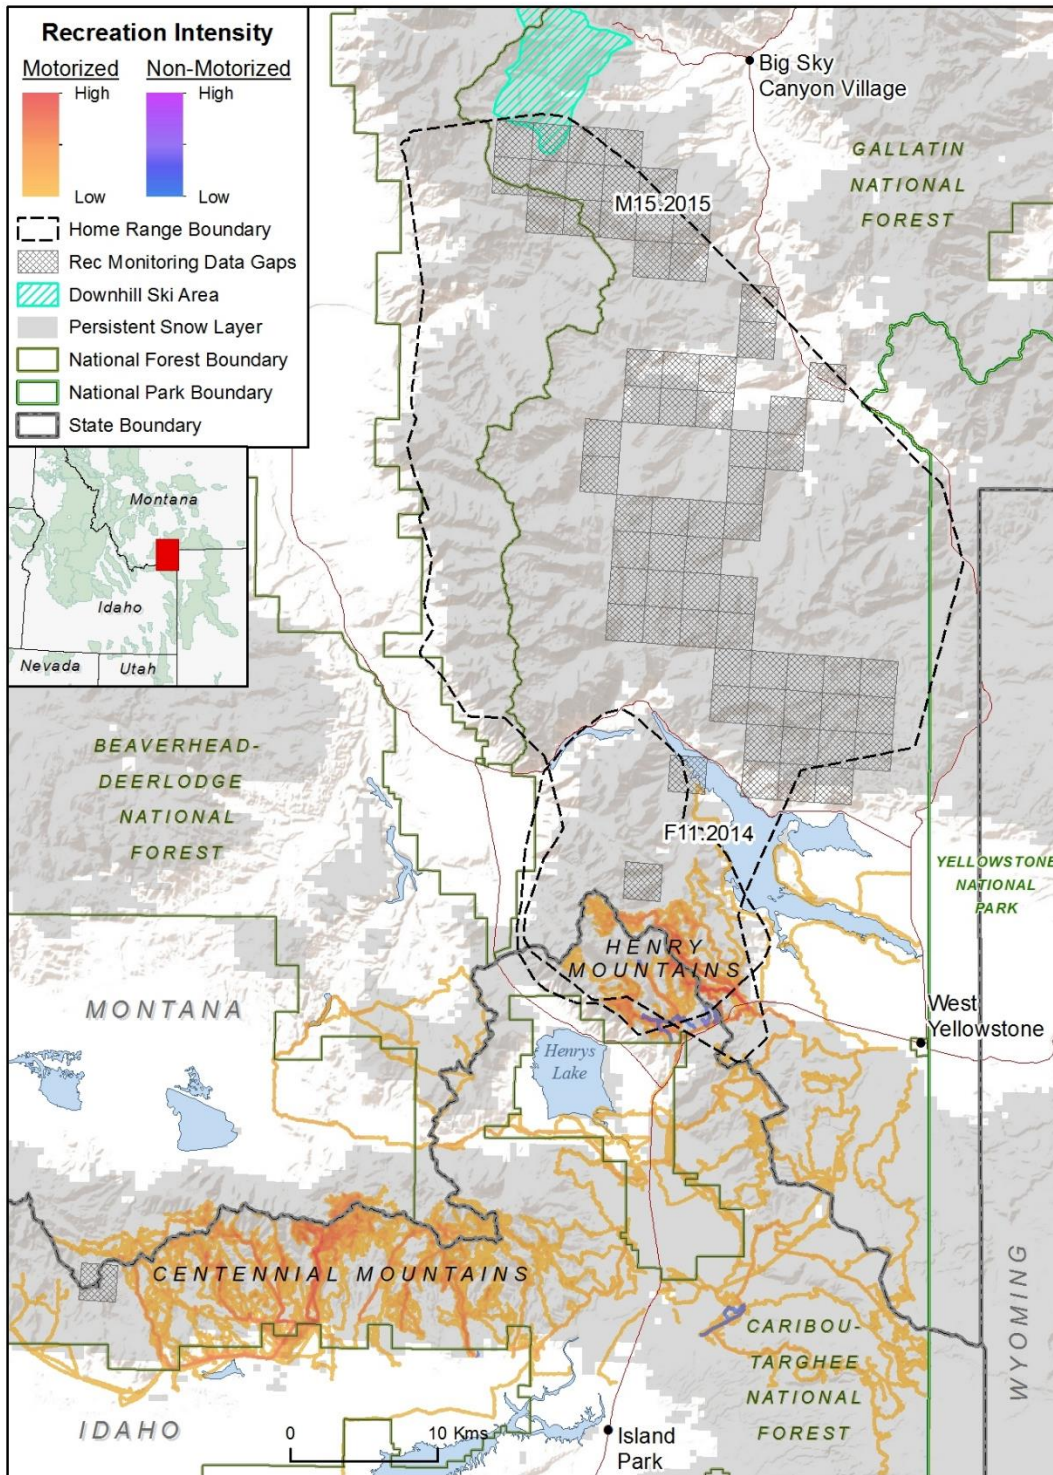 Recreation Intensity
Motorized Non-Motorized
High High
Low Low
Home Range Boundary
Rec Monitoring Data Gaps
Downhill Ski Area
Persistent Snow Layer
National Forest Boundary
National Park Boundary
State Boundary
Montana
Idaho
Nevada Utah
Big Sky
Canyon Village
GALLATIN
NATIONAL
FOREST
M15.2015
BEAVERHEAD-
DEERLODGE
NATIONAL
FOREST
F11.2014
YELLOWSTONE
NATIONAL
PARK
HENRY
MOUNTAINS
MONTANA
West
Yellowstone
Henrys
Lake
CENTENNIAL MOUNTAINS
WYOMING
CARIBOU-
TARGHEE
NATIONAL
FOREST
IDAHO
0 10 Kms
Island
Park